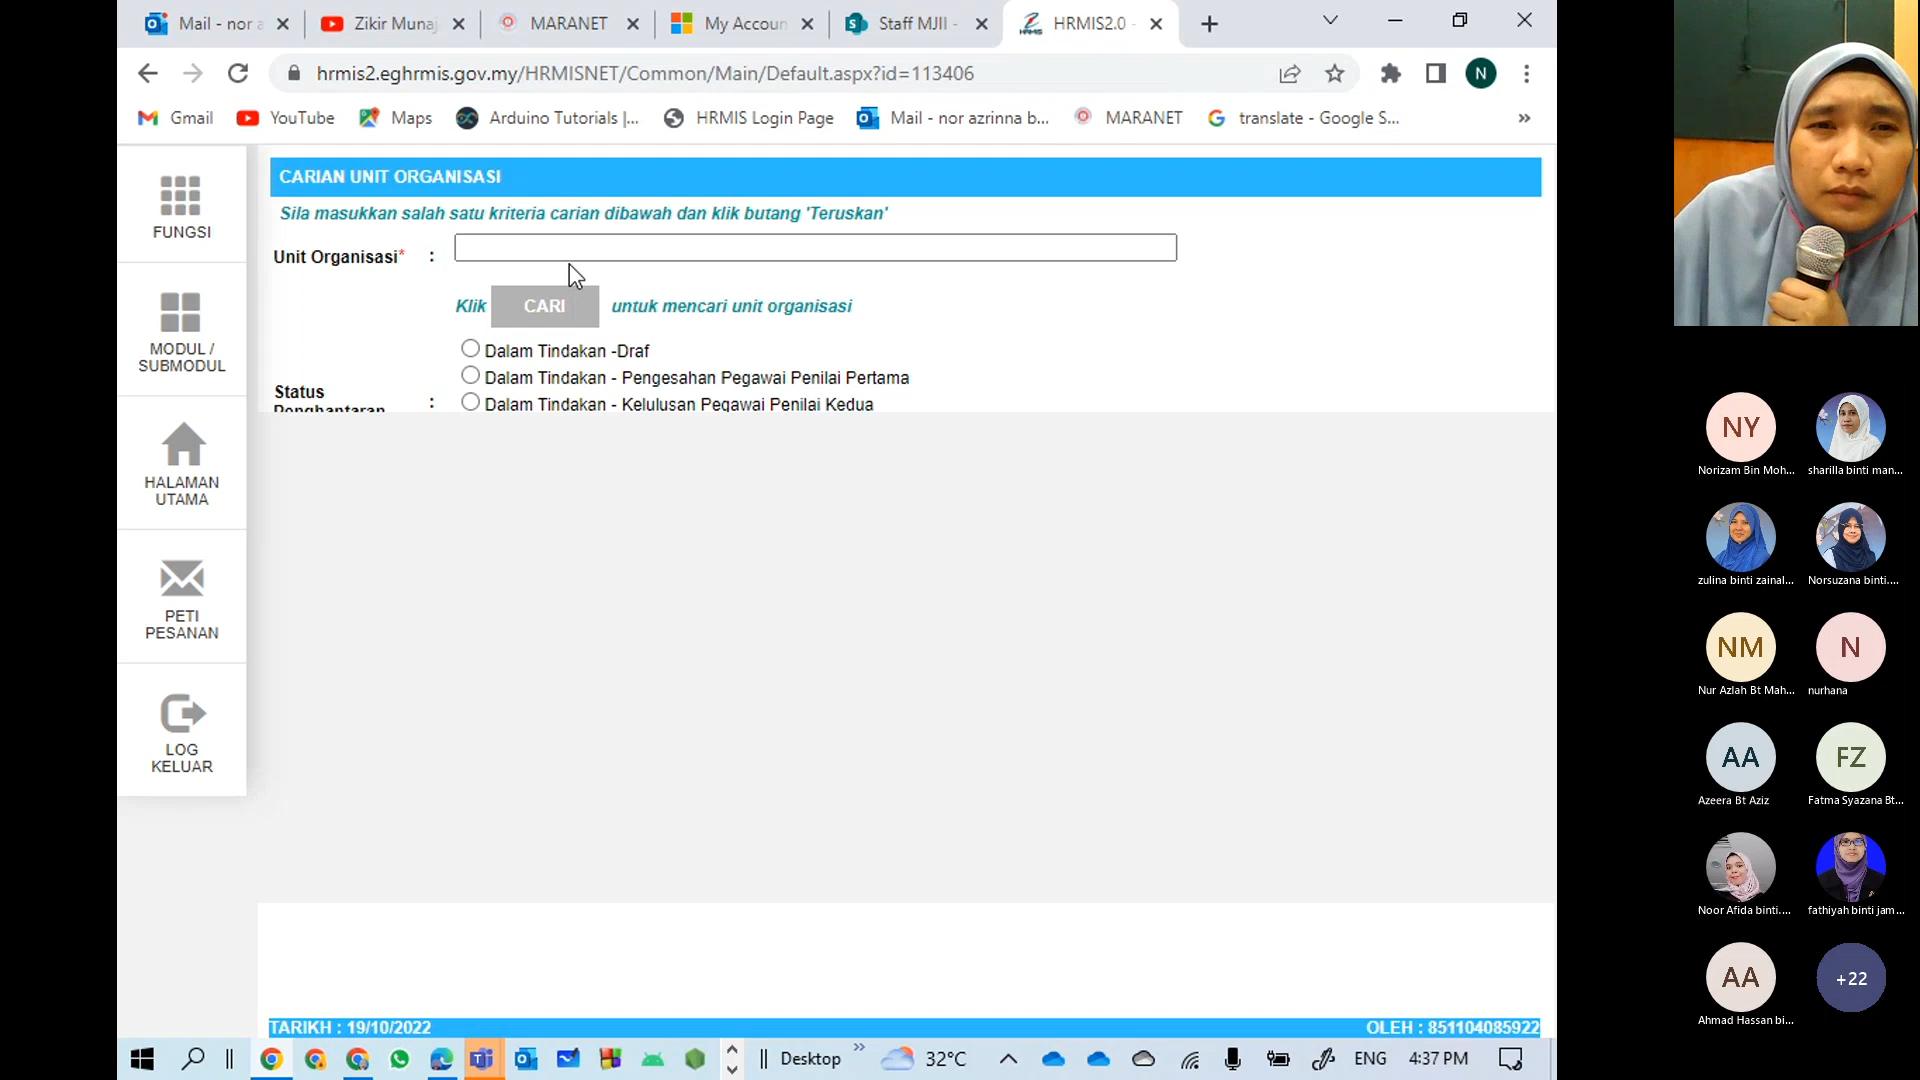 Mail - nor a
Zikir Munaj
MARANET
My Accoun
Staff MJII -
HRMIS2.0 -
hrmis2.eghrmis.gov.my/HRMISNET/Common/Main/Default.aspx?id=113406
N
Gmail
YouTube
Maps
Arduino Tutorials |...
HRMIS Login Page
Mail - nor azrinna b...
MARANET
translate - Google S...
»
FUNGSI
MODUL /
SUBMODUL
HALAMAN
UTAMA
PETI
PESANAN
LOG
KELUAR
CARIAN UNIT ORGANISASI
Sila masukkan salah satu kriteria carian dibawah dan klik butang 'Teruskan'
Unit Organisasi* :
Klik CARI untuk mencari unit organisasi
Dalam Tindakan -Draf
Dalam Tindakan - Pengesahan Pegawai Penilai Pertama
Status
Penghantaran :
Dalam Tindakan - Kelulusan Pegawai Penilai Kedua
TARIKH : 19/10/2022
OLEH : 851104085922
Desktop
»
32°C
ENG
4:37 PM
NY
Norizam Bin Moh...
sharilla binti man...
zulina binti zainal...
Norsuzana binti....
NM
Nur Azlah Bt Mah...
N
nurhana
AA
Azeera Bt Aziz
FZ
Fatma Syazana Bt...
Noor Afida binti....
fathiyah binti jam...
AA
Ahmad Hassan bi...
+22